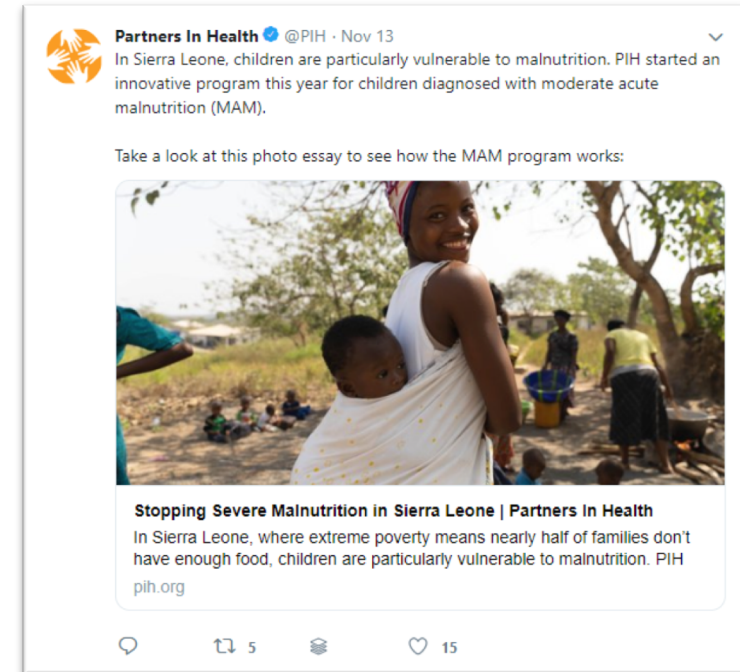 Partners In Health @PIH · Nov 13
In Sierra Leone, children are particularly vulnerable to malnutrition. PIH started an
innovative program this year for children diagnosed with moderate acute
malnutrition (MAM).
Take a look at this photo essay to see how the MAM program works:
Stopping Severe Malnutrition in Sierra Leone | Partners In Health
In Sierra Leone, where extreme poverty means nearly half of families don't
have enough food, children are particularly vulnerable to malnutrition. PIH
pih.org
5 15